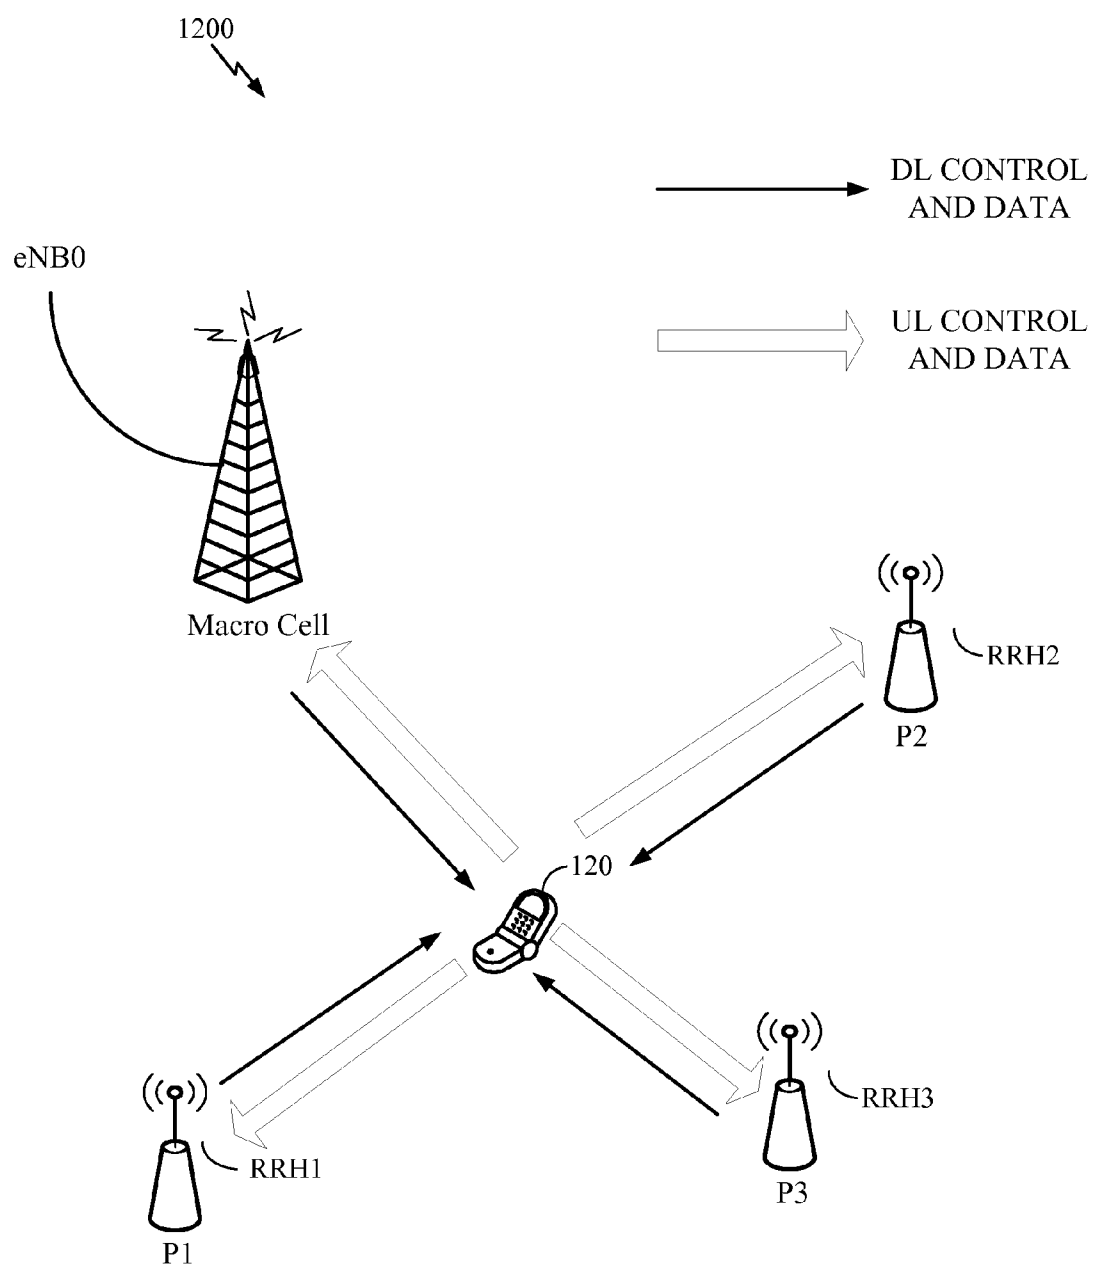 1200
DL CONTROL
AND DATA
eNB0
UL CONTROL
AND DATA
Macro Cell
RRH2
P2
120
RRH3
RRH1
P3
P1